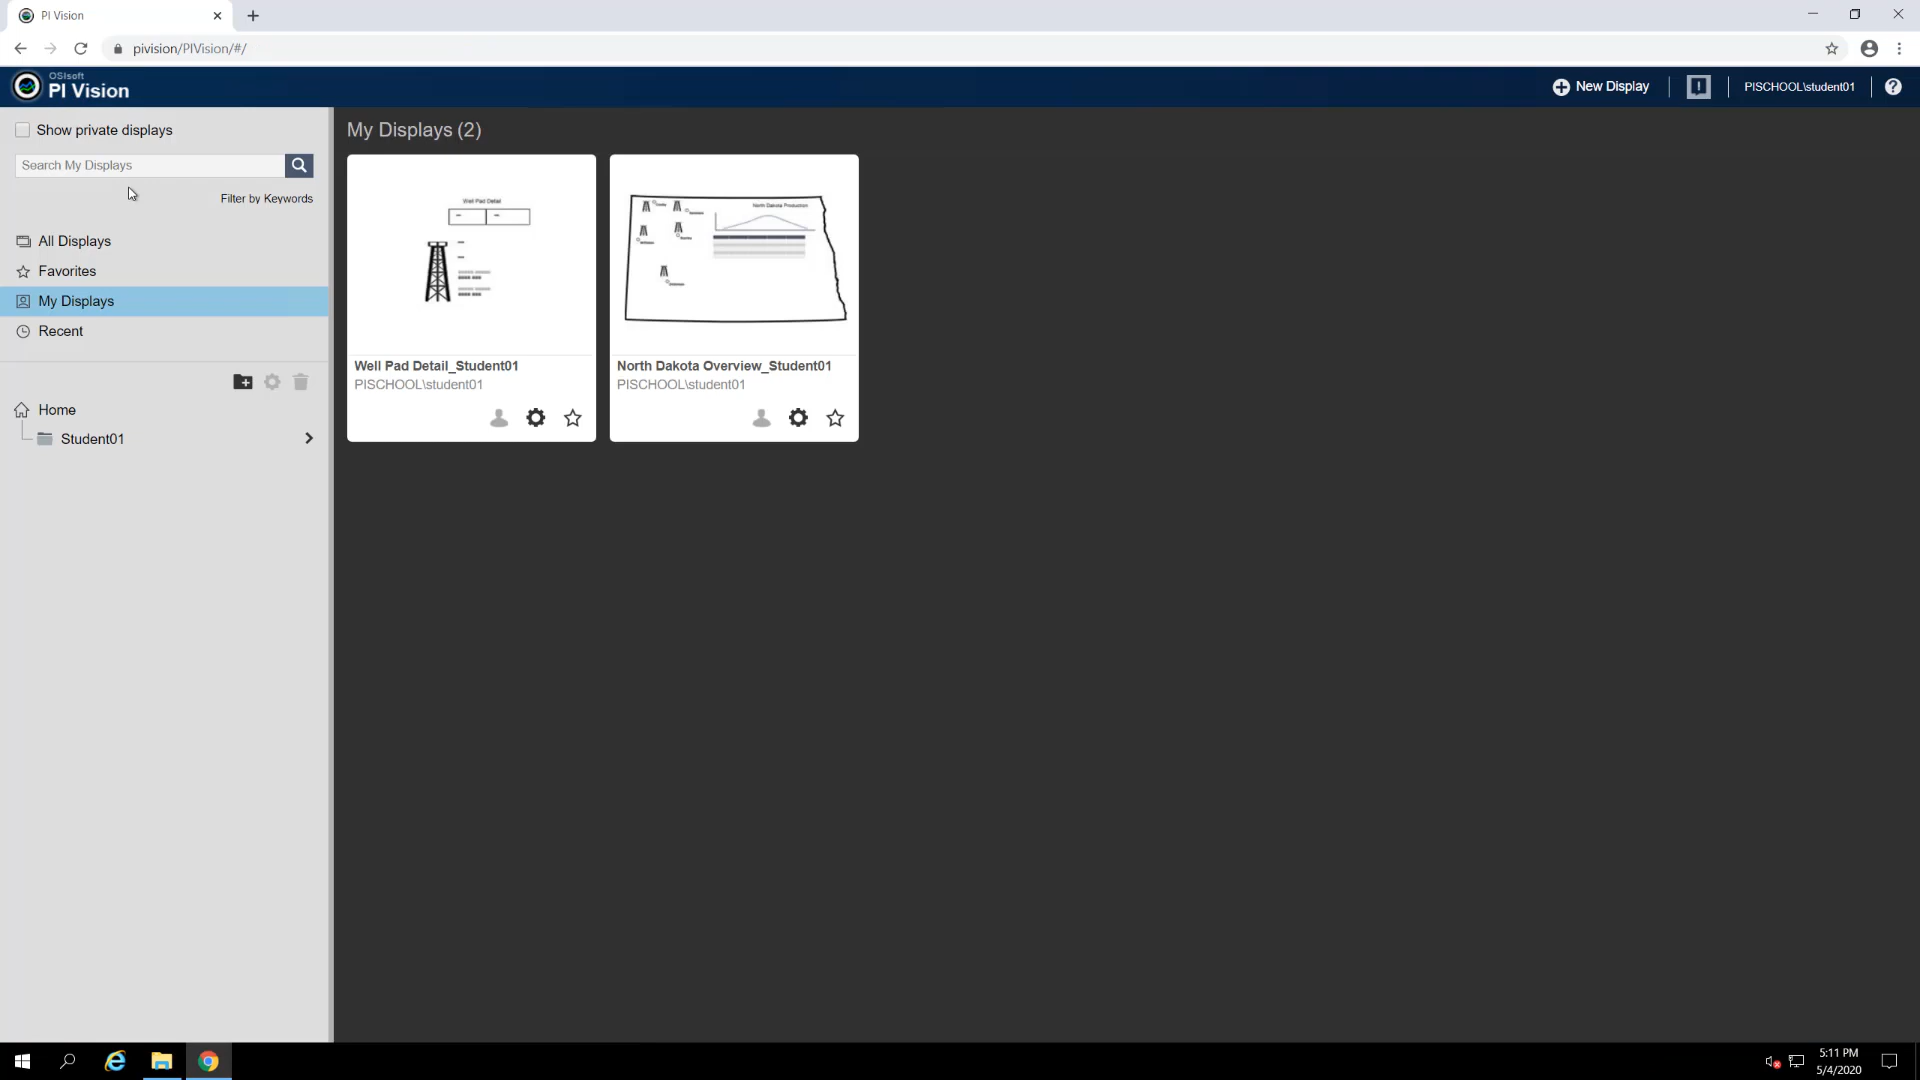 PI Vision
pivision/PIVision/#/
OSIsoft
PI Vision
New Display
PISCHOOL\student01
Show private displays
Search My Displays
Filter by Keywords
All Displays
Favorites
My Displays
Recent
Home
Student01
My Displays (2)
Well Pad Detail
Well Pad Detail_Student01
PISCHOOL\student01
North Dakota Production
North Dakota Overview_Student01
PISCHOOL\student01
5:11 PM
5/4/2020